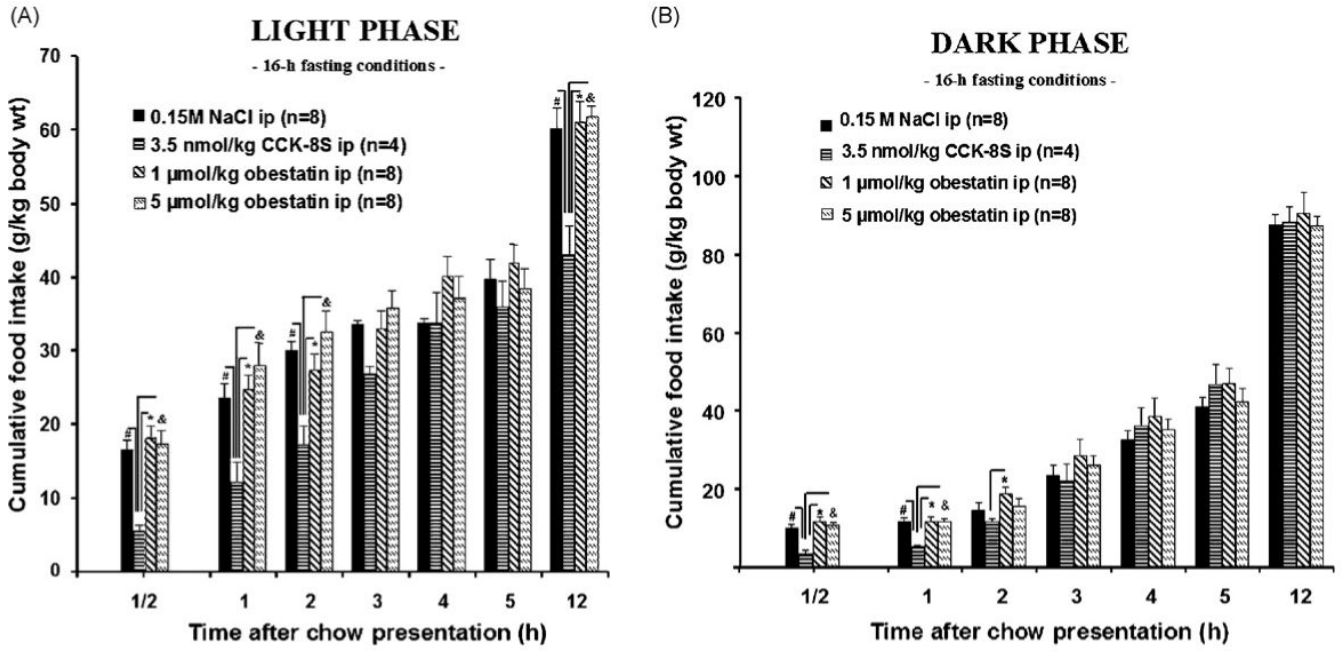 (A)
LIGHT PHASE
- 16-h fasting conditions -
Cumulative food intake (g/kg body wt)
70
60
50
40
30
20
10
0
0.15M NaCl ip (n=8)
3.5 nmol/kg CCK-8S ip (n=4)
1 µmol/kg obestatin ip (n=8)
5 µmol/kg obestatin ip (n=8)
# * &
# * &
# * &
# * &
1/2 1 2 3 4 5 12
Time after chow presentation (h)
(B)
DARK PHASE
- 16-h fasting conditions -
Cumulative food intake (g/kg body wt)
120
100
80
60
40
20
0.15 M NaCl ip (n=8)
3.5 nmol/kg CCK-8S ip (n=4)
1 µmol/kg obestatin ip (n=8)
5 µmol/kg obestatin ip (n=8)
# * &
# * &
*
1/2 1 2 3 4 5 12
Time after chow presentation (h)